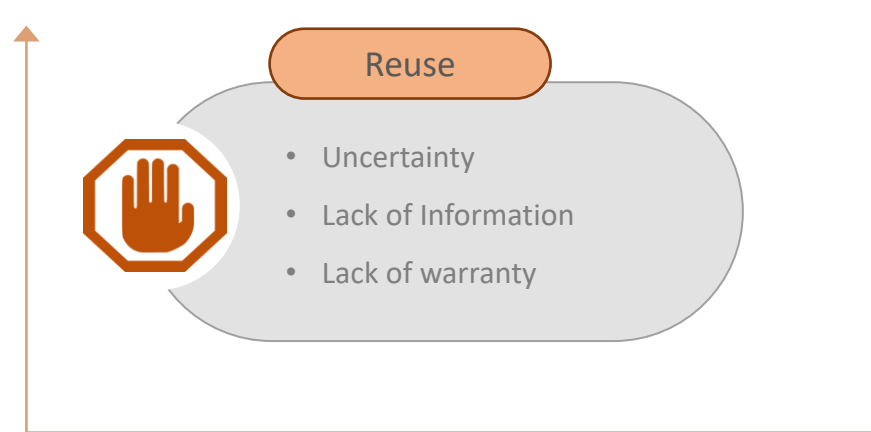 Reuse
• Uncertainty
• Lack of Information
• Lack of warranty